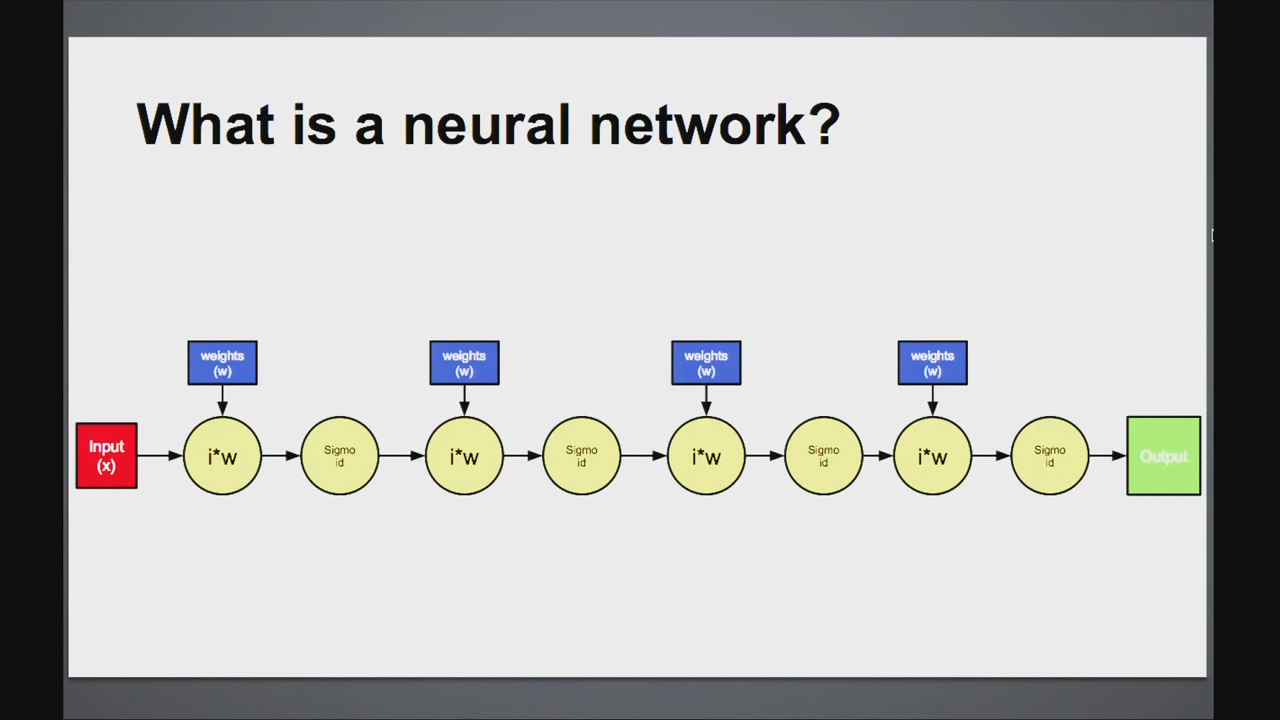 What is a neural network?
weights
(w)
weights
(w)
weights
(w)
weights
(w)
Input
(x)
i*w
Sigmo
id
i*w
Sigmo
id
i*w
Sigmo
id
i*w
Sigmo
id
Output